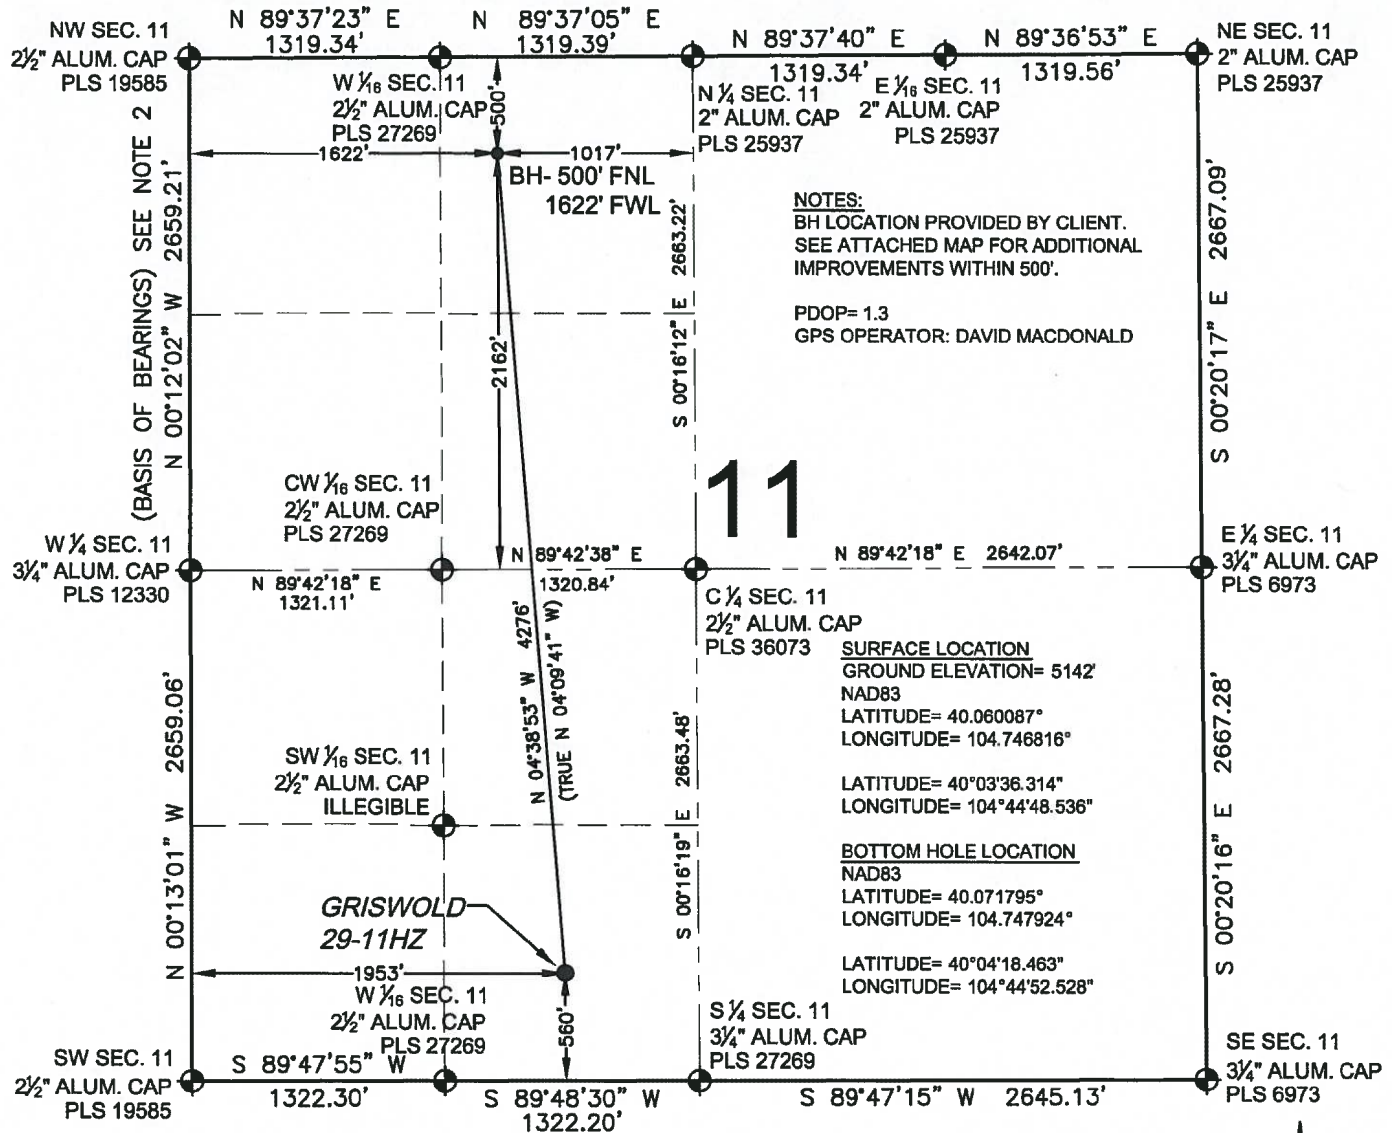 NW SEC. 11
2½" ALUM. CAP
PLS 19585
N 89°37'23" E
1319.34'
N 89°37'05" E
1319.39'
N 89°37'40" E
1319.34'
N 89°36'53" E
1319.56'
NE SEC. 11
2" ALUM. CAP
PLS 25937
W 1⁄16 SEC. 11
2½" ALUM. CAP
PLS 27269
500'
N ¼ SEC. 11
2" ALUM. CAP
PLS 25937
E 1⁄16 SEC. 11
2" ALUM. CAP
PLS 25937
1622'
1017'
BH- 500' FNL
1622' FWL
(BASIS OF BEARINGS) SEE NOTE 2
N 00°12'02" W 2659.21'
2162'
S 00°16'12" E 2663.22'
NOTES:
BH LOCATION PROVIDED BY CLIENT.
SEE ATTACHED MAP FOR ADDITIONAL
IMPROVEMENTS WITHIN 500'.
PDOP= 1.3
GPS OPERATOR: DAVID MACDONALD
S 00°20'17" E 2667.09'
11
CW 1⁄16 SEC. 11
2½" ALUM. CAP
PLS 27269
W ¼ SEC. 11
3¼" ALUM. CAP
PLS 12330
N 89°42'18" E
1321.11'
N 89°42'38" E
1320.84'
N 89°42'18" E 2642.07'
E ¼ SEC. 11
3¼" ALUM. CAP
PLS 6973
C ¼ SEC. 11
2½" ALUM. CAP
PLS 36073
N 04°38'53" W 4276'
(TRUE N 04°09'41" W)
SURFACE LOCATION
GROUND ELEVATION= 5142'
NAD83
LATITUDE= 40.060087°
LONGITUDE= 104.746816°
LATITUDE= 40°03'36.314"
LONGITUDE= 104°44'48.536"
BOTTOM HOLE LOCATION
NAD83
LATITUDE= 40.071795°
LONGITUDE= 104.747924°
LATITUDE= 40°04'18.463"
LONGITUDE= 104°44'52.528"
N 00°13'01" W 2659.06'
SW 1⁄16 SEC. 11
2½" ALUM. CAP
ILLEGIBLE
S 00°16'19" E 2663.48'
S 00°20'16" E 2667.28'
GRISWOLD
29-11HZ
1953'
560'
W 1⁄16 SEC. 11
2½" ALUM. CAP
PLS 27269
S ¼ SEC. 11
3¼" ALUM. CAP
PLS 27269
SW SEC. 11
2½" ALUM. CAP
PLS 19585
S 89°47'55" W
1322.30'
S 89°48'30" W
1322.20'
S 89°47'15" W 2645.13'
SE SEC. 11
3¼" ALUM. CAP
PLS 6973